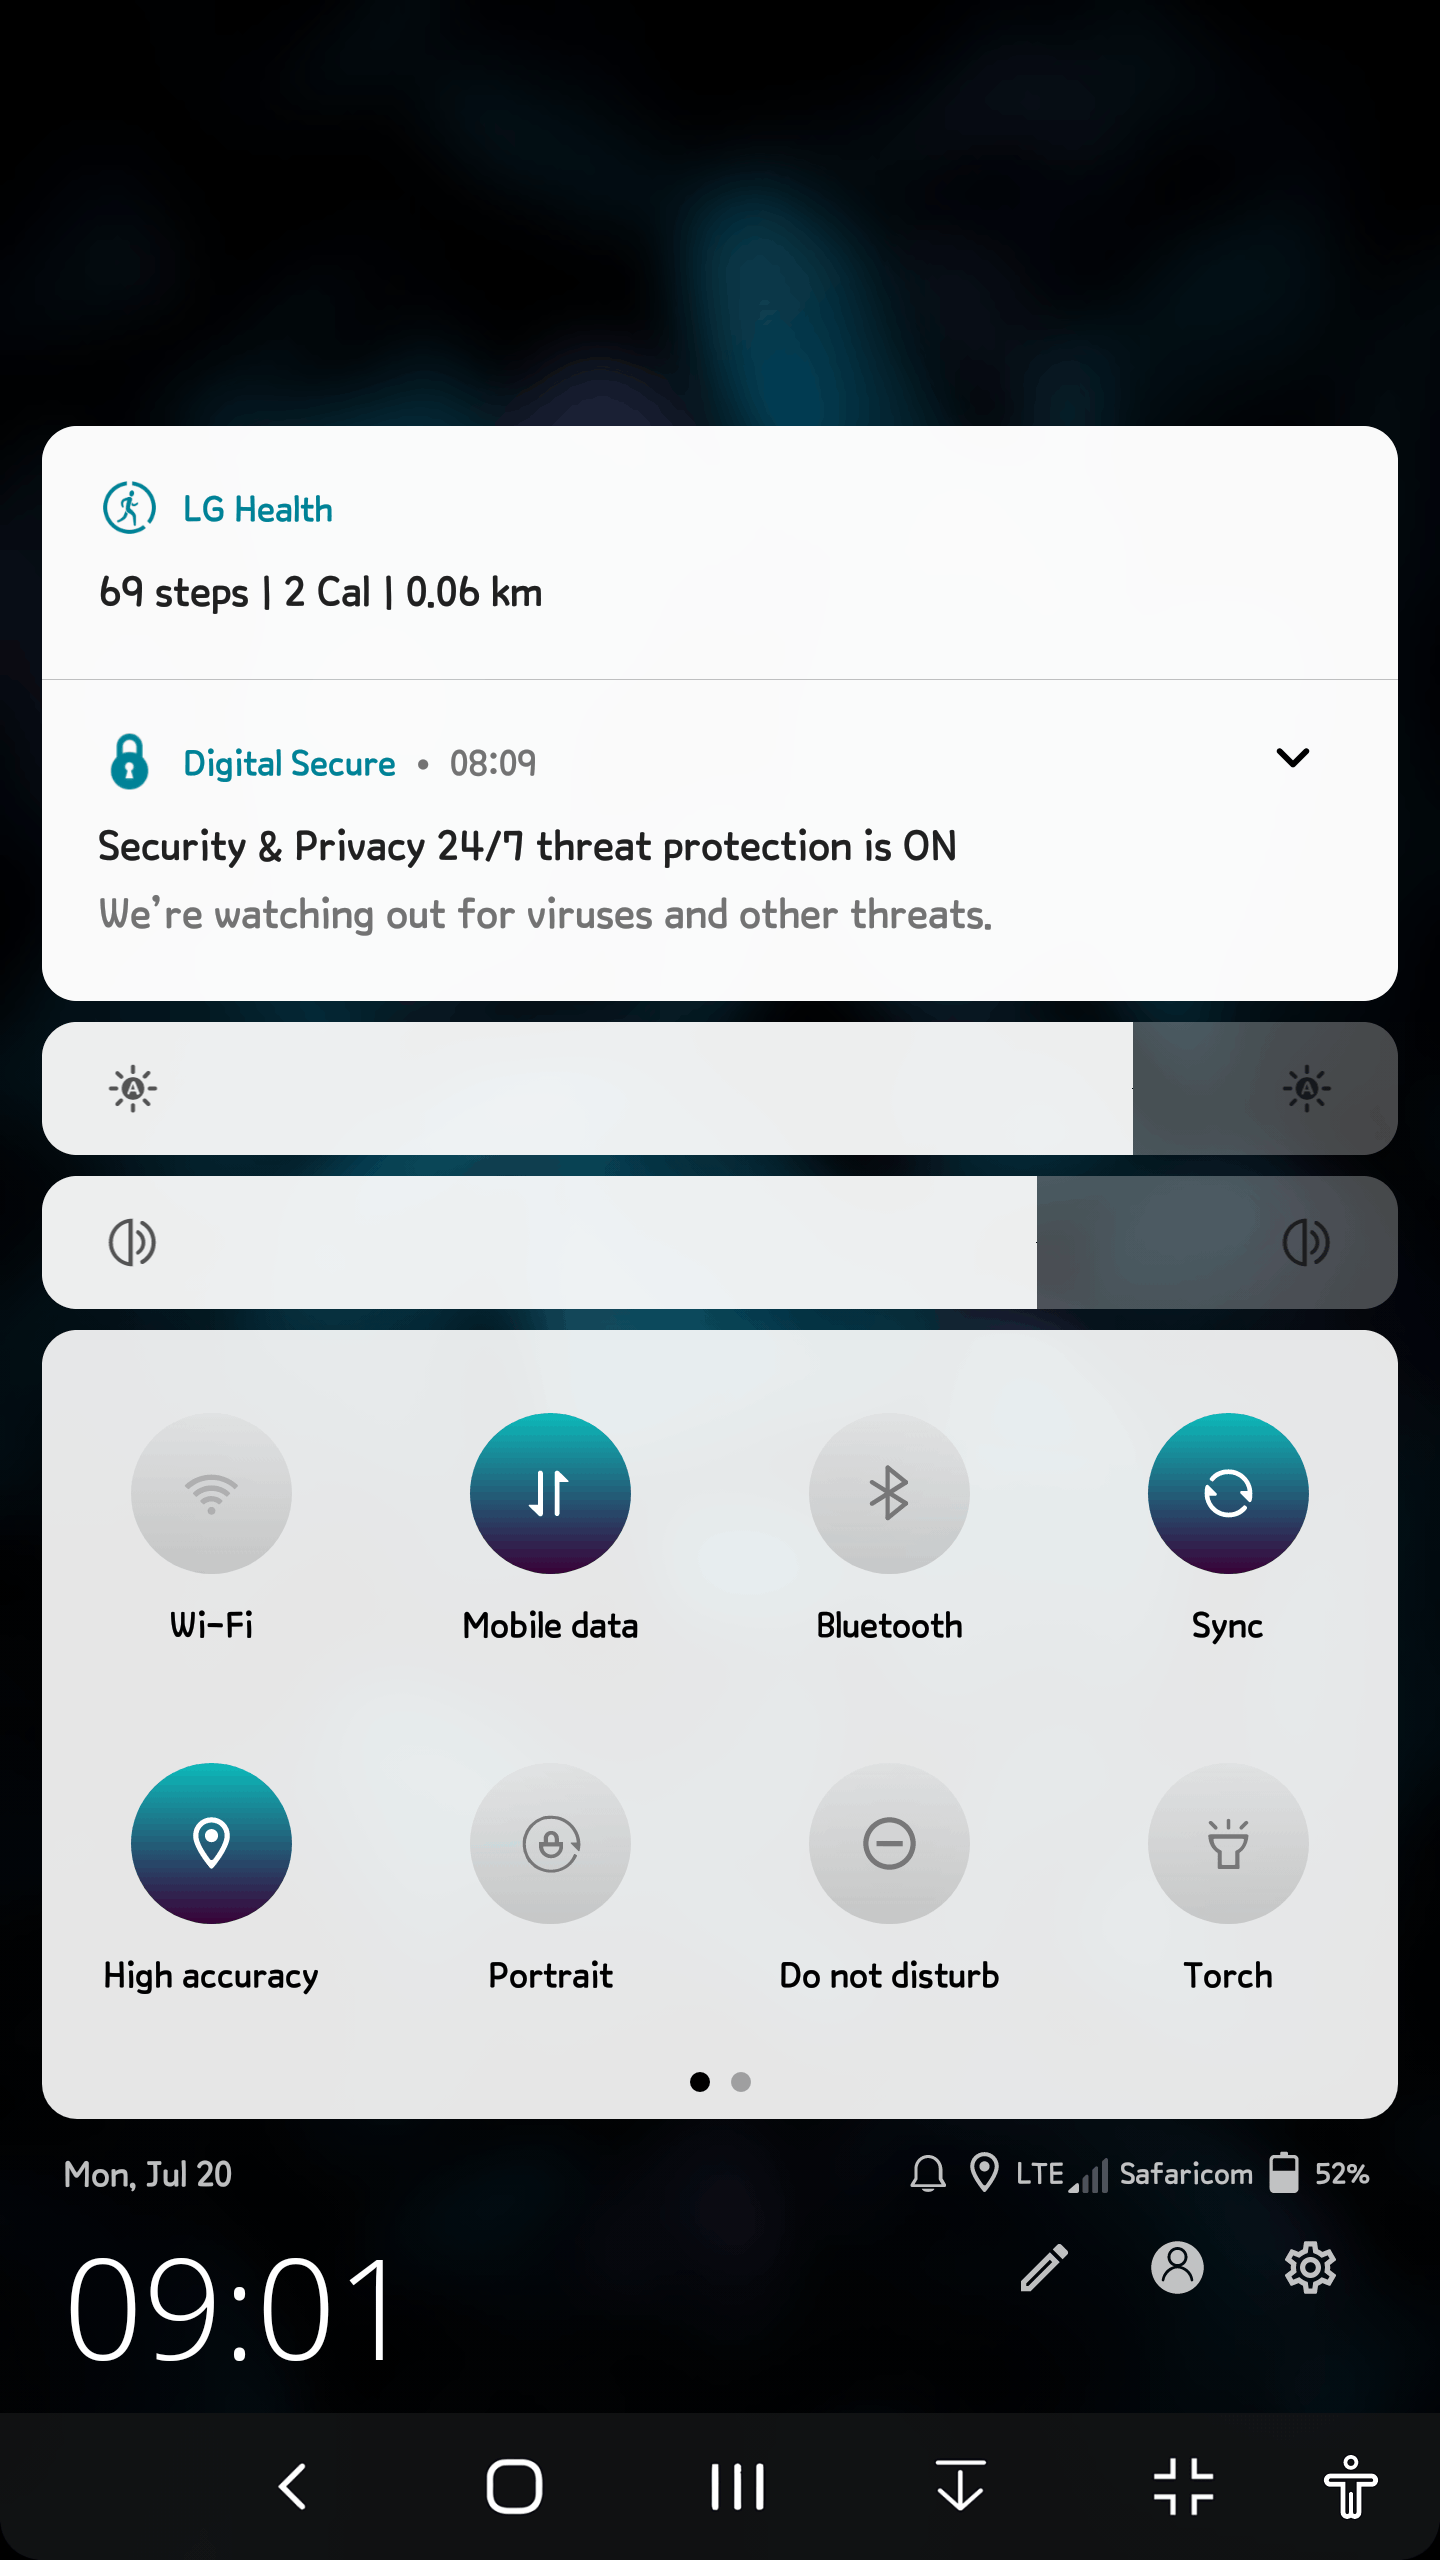 LG Health
69 steps | 2 Cal | 0.06 km
Digital Secure • 08:09
Security & Privacy 24/7 threat protection is ON
We're watching out for viruses and other threats.
Wi-Fi Mobile data Bluetooth Sync
High accuracy Portrait Do not disturb Torch
Mon, Jul 20 LTE Safaricom 52%
09:01